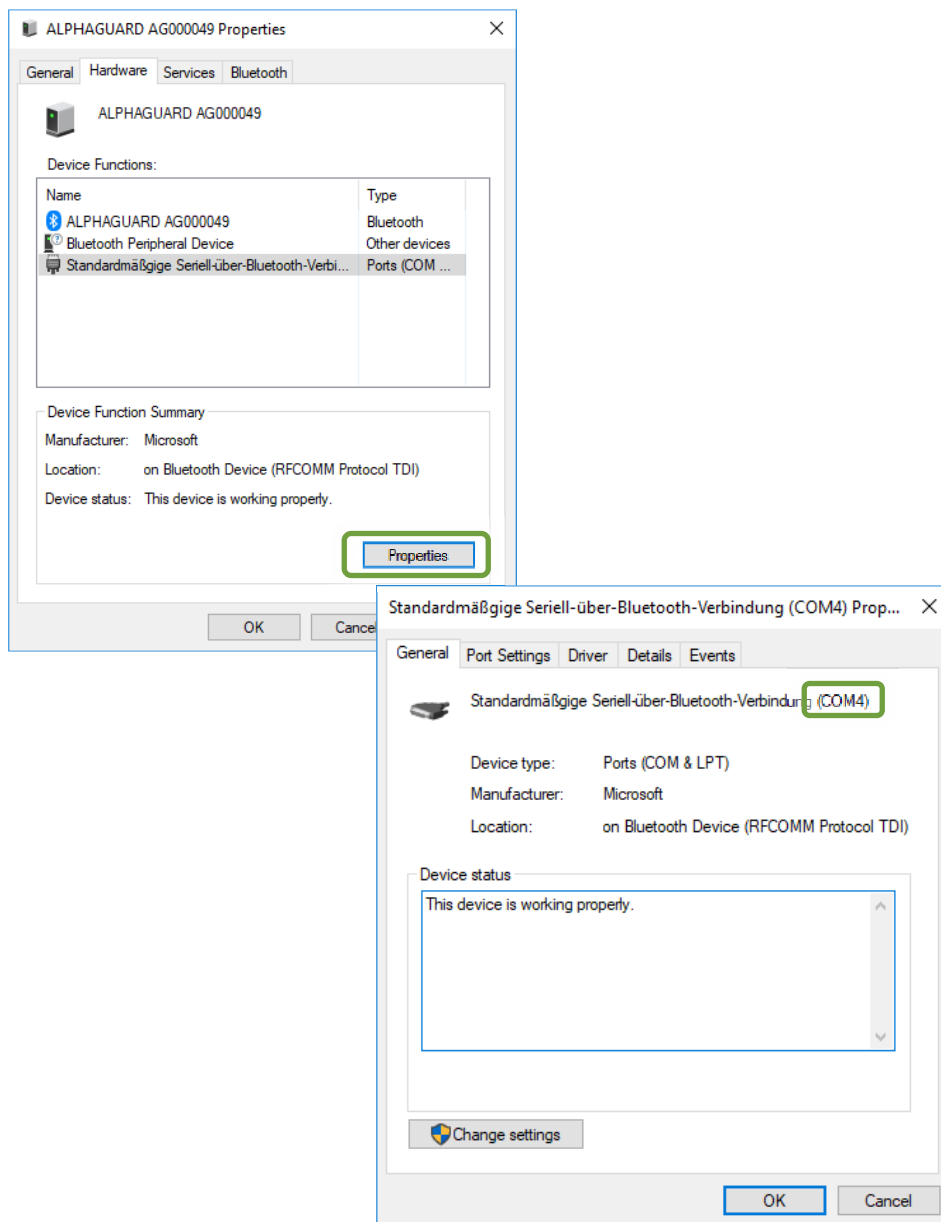 ALPHAGUARD AG000049 Properties
General Hardware Services Bluetooth
ALPHAGUARD AG000049
Device Functions:
Name Type
ALPHAGUARD AG000049 Bluetooth
Bluetooth Peripheral Device Other devices
Standardmäßgige Seriell-über-Bluetooth-Verbi... Ports (COM ...
Device Function Summary
Manufacturer: Microsoft
Location: on Bluetooth Device (RFCOMM Protocol TDI)
Device status: This device is working properly.
Properties
OK Cancel
Standardmäßgige Seriell-über-Bluetooth-Verbindung (COM4) Prop...
General Port Settings Driver Details Events
Standardmäßgige Seriell-über-Bluetooth-Verbindung (COM4)
Device type: Ports (COM & LPT)
Manufacturer: Microsoft
Location: on Bluetooth Device (RFCOMM Protocol TDI)
Device status
This device is working properly.
Change settings
OK Cancel